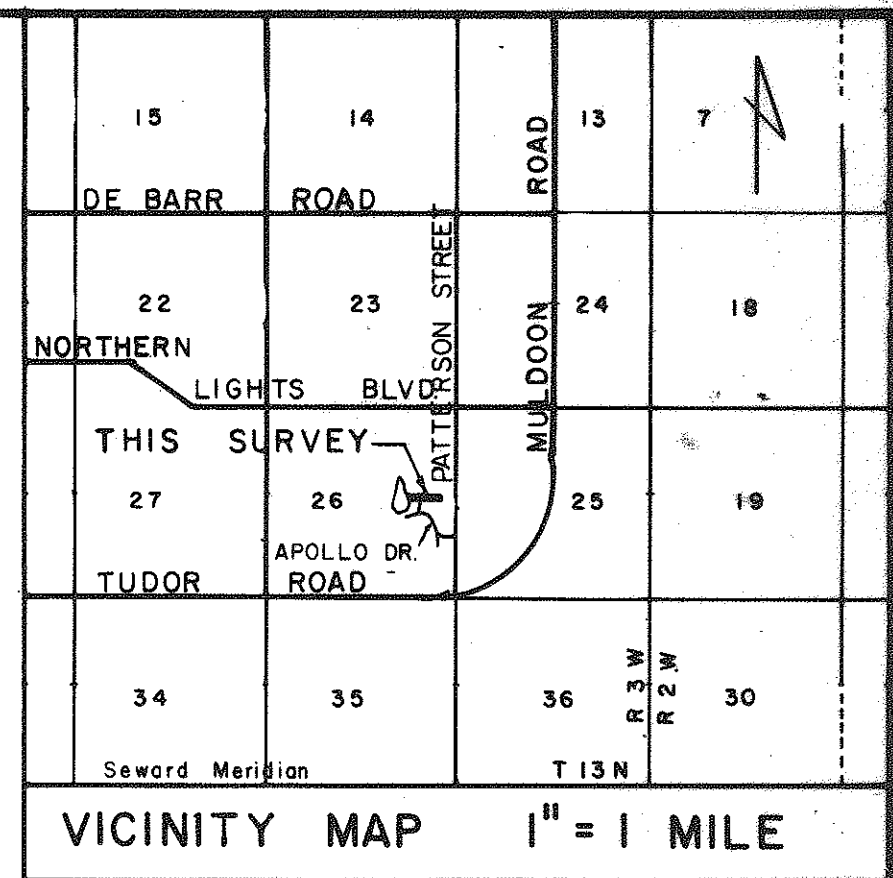 15 14 13 7
DE BARR ROAD
PATTERSON STREET
MULDOON ROAD
22 23 24 18
NORTHERN
LIGHTS BLVD
THIS SURVEY
27 26 25 19
APOLLO DR.
TUDOR ROAD
34 35 36 30
R 3 W
R 2 W
Seward Meridian T 13 N
VICINITY MAP 1" = 1 MILE